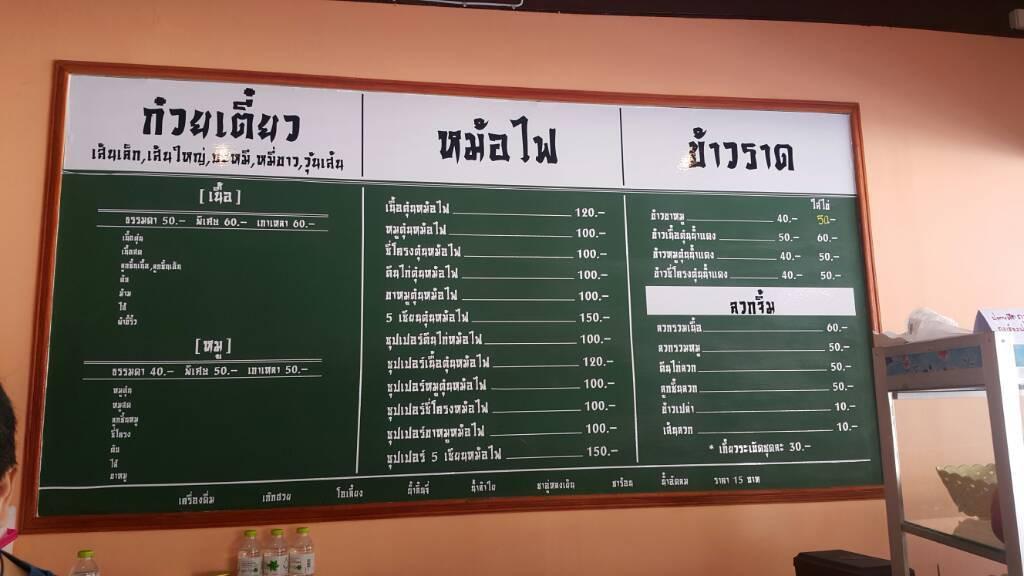 ก๋วยเตี๋ยว
เส้นเล็ก,เส้นใหญ่,บะหมี่,หมี่ขาว,วุ้นเส้น
[เนื้อ]
ธรรมดา 50.- พิเศษ 60.- เกาเหลา 60.-
เนื้อตุ๋น
เนื้อสด
ลูกชิ้นเนื้อ,ลูกชิ้นเอ็น
ตับ
ม้าม
ไส้
ผ้าขี้ริ้ว
[หมู]
ธรรมดา 40.- พิเศษ 50.- เกาเหลา 50.-
หมูตุ๋น
หมูสด
ลูกชิ้นหมู
ซี่โครง
ตับ
ไส้
ขาหมู
หม้อไฟ
เนื้อตุ๋นหม้อไฟ 120.-
หมูตุ๋นหม้อไฟ 100.-
ซี่โครงตุ๋นหม้อไฟ 100.-
ตีนไก่ตุ๋นหม้อไฟ 100.-
ขาหมูตุ๋นหม้อไฟ 100.-
5 เซียนตุ๋นหม้อไฟ 150.-
ซุปเปอร์ตีนไก่หม้อไฟ 100.-
ซุปเปอร์เนื้อตุ๋นหม้อไฟ 120.-
ซุปเปอร์หมูตุ๋นหม้อไฟ 100.-
ซุปเปอร์ซี่โครงหม้อไฟ 100.-
ซุปเปอร์ขาหมูหม้อไฟ 100.-
ซุปเปอร์ 5 เซียนหม้อไฟ 150.-
ข้าวราด
ใส่ไข่
ข้าวขาหมู 40.- 50.-
ข้าวเนื้อตุ๋นน้ำแดง 50.- 60.-
ข้าวหมูตุ๋นน้ำแดง 40.- 50.-
ข้าวซี่โครงตุ๋นน้ำแดง 40.- 50.-
ลวกจิ้ม
ลวกรวมเนื้อ 60.-
ลวกรวมหมู 50.-
ตีนไก่ลวก 50.-
ลูกชิ้นลวก 50.-
ข้าวเปล่า 10.-
เส้นลวก 10.-
* เกี๊ยวระเบิดชุดละ 30.-
เครื่องดื่ม เก๊กฮวย โอเลี้ยง น้ำลิ้นจี่ น้ำลำไย ชาอู่หลงเย็น ชาร้อน น้ำอัดลม ราคา 15 บาท